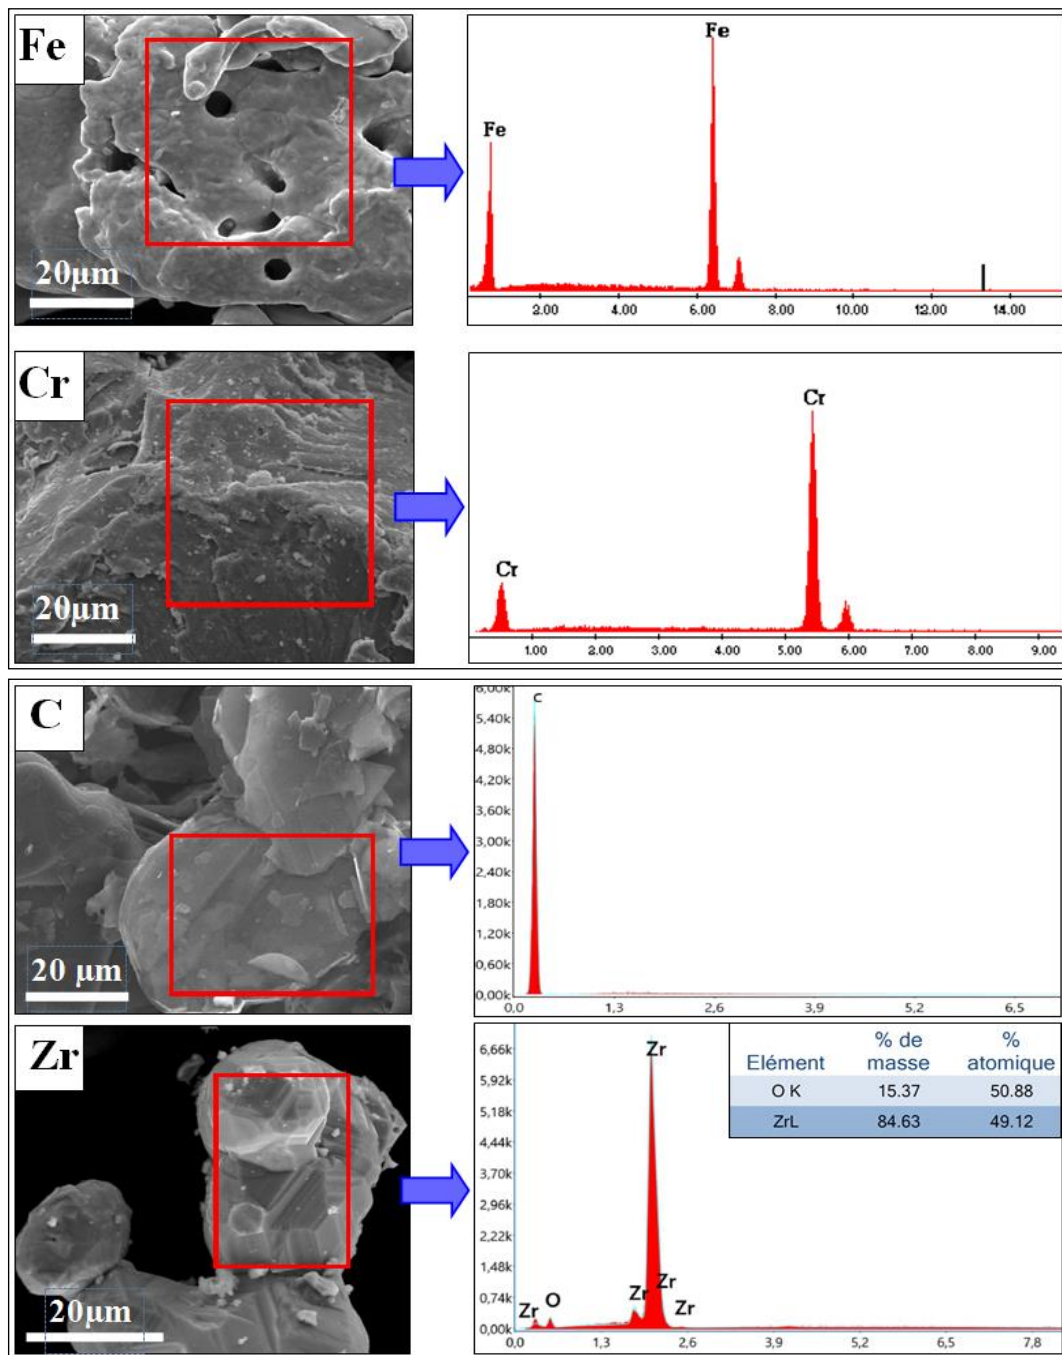 Fe
20µm
Fe
Fe
2.00 4.00 6.00 8.00 10.00 12.00 14.00
Cr
20µm
Cr
Cr
1.00 2.00 3.00 4.00 5.00 6.00 7.00 8.00 9.00
C
20 µm
6,00k
5,40k
4,80k
4,20k
3,60k
3,00k
2,40k
1,80k
1,20k
0,60k
0,00k
C
0,0 1,3 2,6 3,9 5,2 6,5
Zr
20µm
6,66k
5,92k
5,18k
4,44k
3,70k
2,96k
2,22k
1,48k
0,74k
0,00k
Zr
Zr
Zr O Zr Zr
0,0 1,3 2,6 3,9 5,2 6,5 7,8
Elément % de masse % atomique
O K 15.37 50.88
ZrL 84.63 49.12